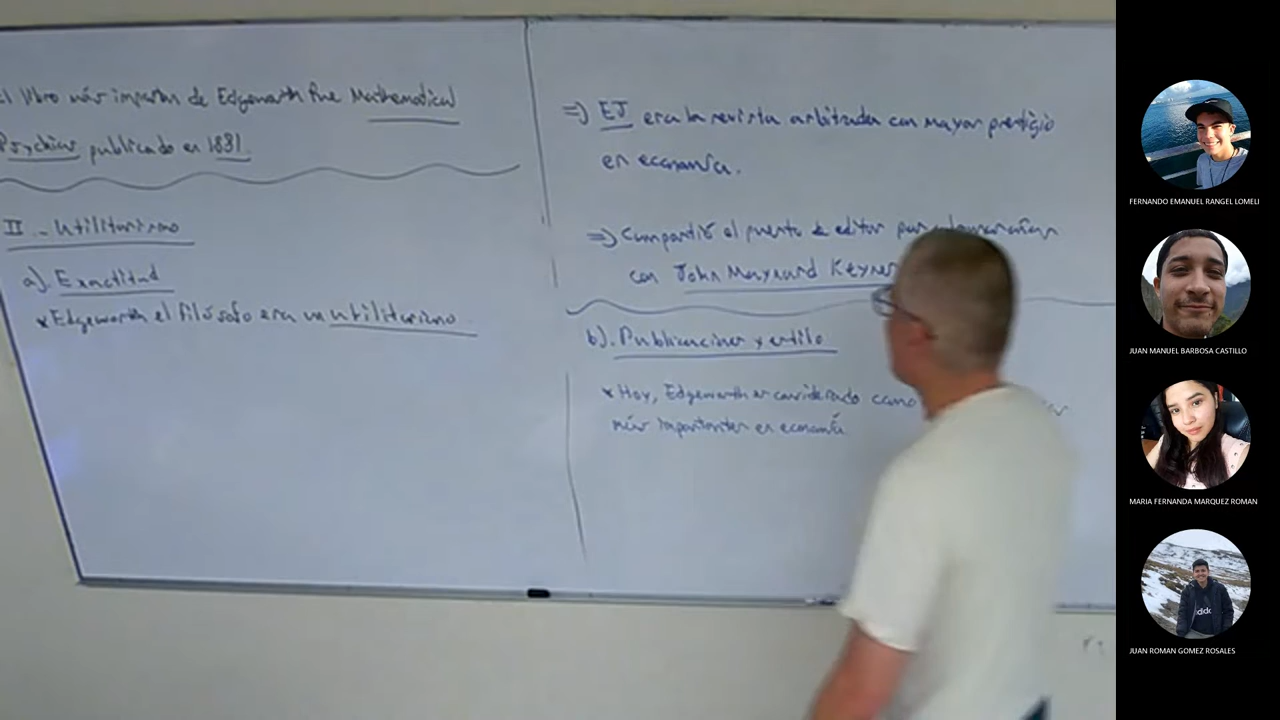 El libro más importan de Edgeworth fue Mathematical
Psychics publicado en 1881.
II.- Utilitarismo
a). Exactitud
* Edgeworth el filósofo era un utilitarismo
=> EJ era la revista arbitrada con mayor prestigio
en economía.
=> Compartió el puesto de editor por
con John Maynard Keynes
b). Publicaciones y estilo
* Hoy, Edgeworth es considerado como
más importantes en economía
FERNANDO EMANUEL RANGEL LOMELI
JUAN MANUEL BARBOSA CASTILLO
MARIA FERNANDA MARQUEZ ROMAN
JUAN ROMAN GOMEZ ROSALES